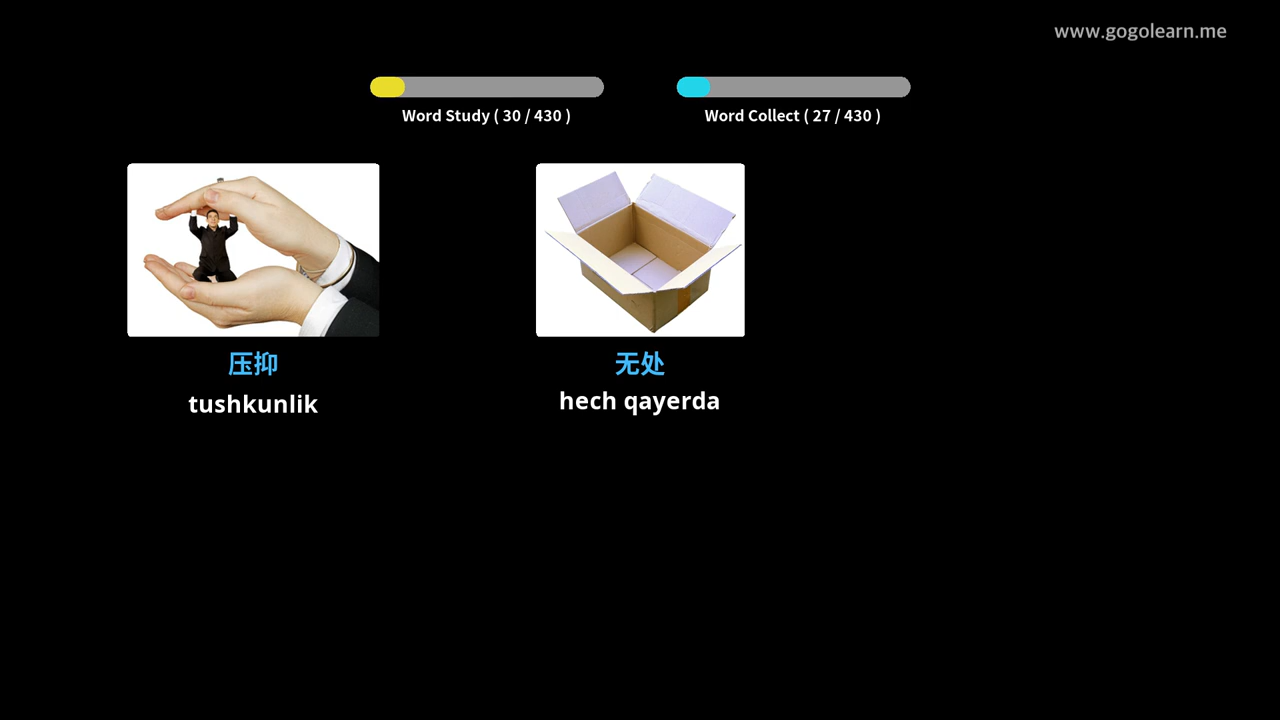 www.gogolearn.me
Word Study ( 30 / 430 )
Word Collect ( 27 / 430 )
压抑
tushkunlik
无处
hech qayerda